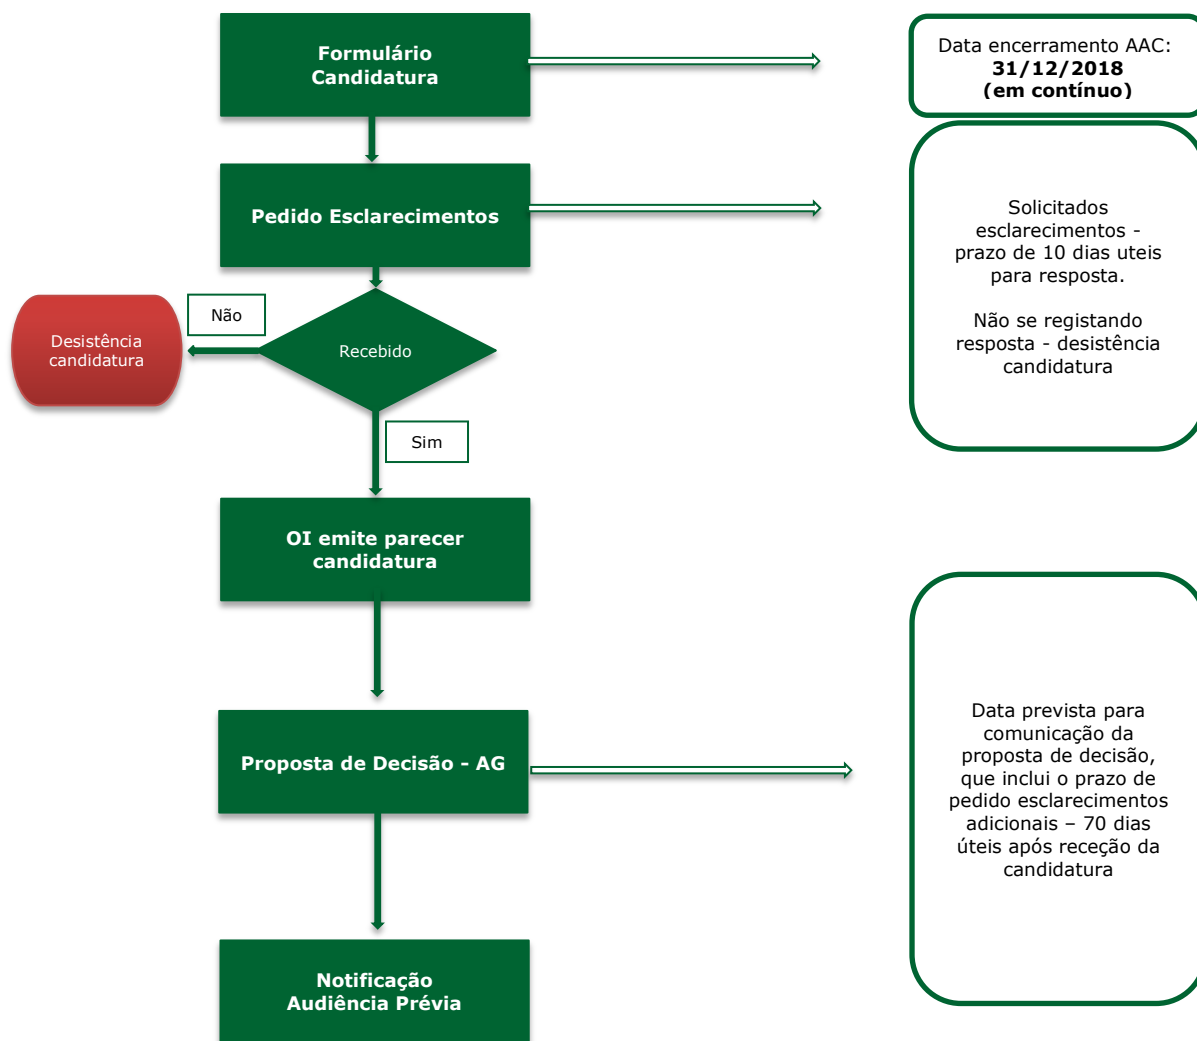 Formulário
Candidatura
Data encerramento AAC:
31/12/2018
(em contínuo)
Pedido Esclarecimentos
Solicitados
esclarecimentos -
prazo de 10 dias uteis
para resposta.
Não se registando
resposta - desistência
candidatura
Não
Desistência
candidatura
Recebido
Sim
OI emite parecer
candidatura
Proposta de Decisão - AG
Data prevista para
comunicação da
proposta de decisão,
que inclui o prazo de
pedido esclarecimentos
adicionais – 70 dias
úteis após receção da
candidatura
Notificação
Audiência Prévia